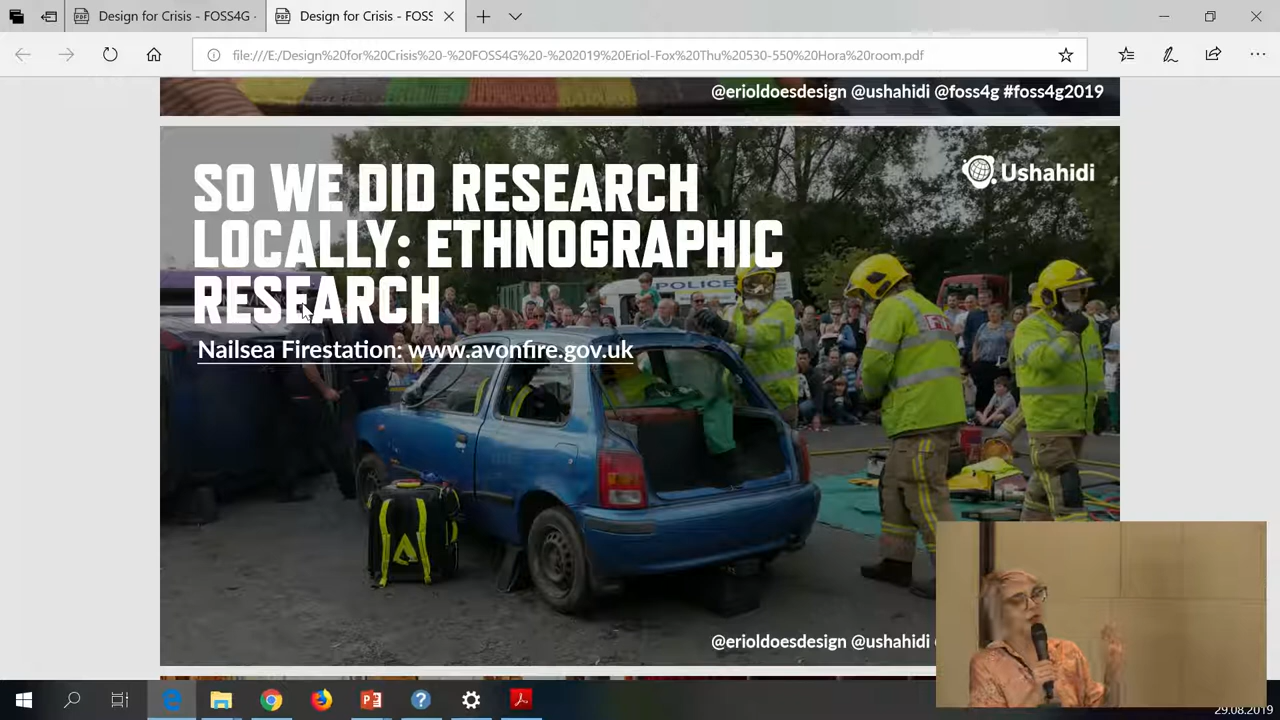 Design for Crisis - FOSS4G -
Design for Crisis - FOSS
file:///E:/Design%20for%20Crisis%20-%20FOSS4G%20-%202019%20Eriol-Fox%20Thu%20530-550%20Hora%20room.pdf
@erioldoesdesign @ushahidi @foss4g #foss4g2019
SO WE DID RESEARCH
LOCALLY: ETHNOGRAPHIC
RESEARCH
Ushahidi
POLICE
Nailsea Firestation: www.avonfire.gov.uk
@erioldoesdesign @ushahidi
29.08.2019